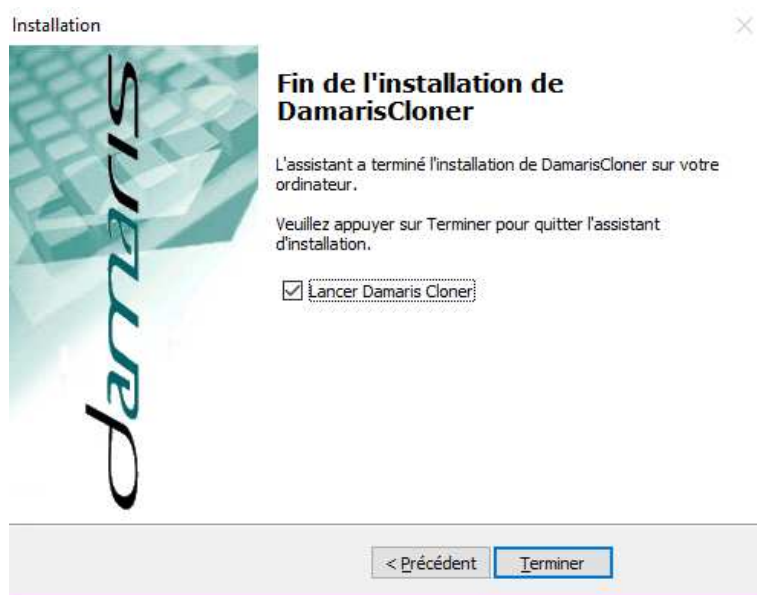 Installation
damaris
Fin de l'installation de
DamarisCloner
L'assistant a terminé l'installation de DamarisCloner sur votre
ordinateur.
Veuillez appuyer sur Terminer pour quitter l'assistant
d'installation.
Lancer Damaris Cloner
< Précédent
Terminer